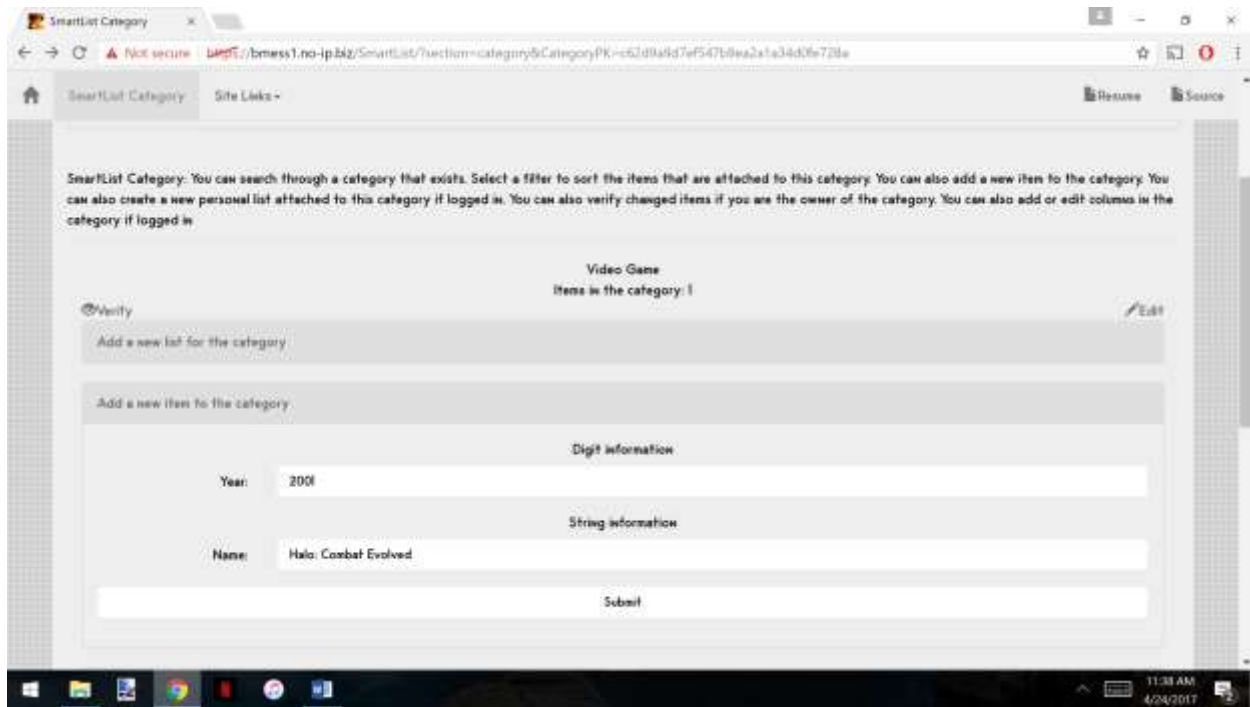 SmartList Category
Not secure https://bmess1.no-ip.biz/SmartList/?section=category&CategoryPK=
SmartList Category Site Links Resume Source
SmartList Category: You can search through a category that exists. Select a filter to sort the items that are attached to this category. You can also add a new item to the category. You
can also create a new personal list attached to this category if logged in. You can also verify changed items if you are the owner of the category. You can also add or edit columns in the
category if logged in
Video Game
Items in the category: 1
Verify Edit
Add a new list for the category
Add a new item to the category
Digit information
Year: 2001
String information
Name: Halo: Combat Evolved
Submit
11:38 AM
4/24/2017